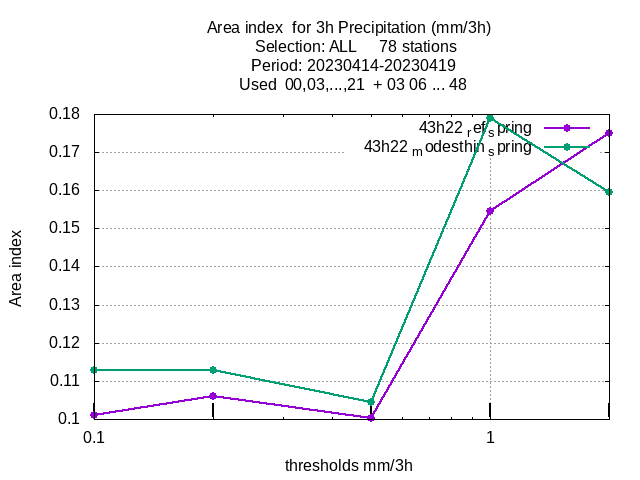 Area index  for 3h Precipitation (mm/3h)
Selection: ALL     78 stations
Period: 20230414-20230419
Used  00,03,...,21  + 03 06 ... 48
0.18
43h22_refspring
0.17
43h22_modesthinspring
0.16
0.15
Area index
0.14
0.13
0.12
0.11
0.1
0.1
1
thresholds mm/3h